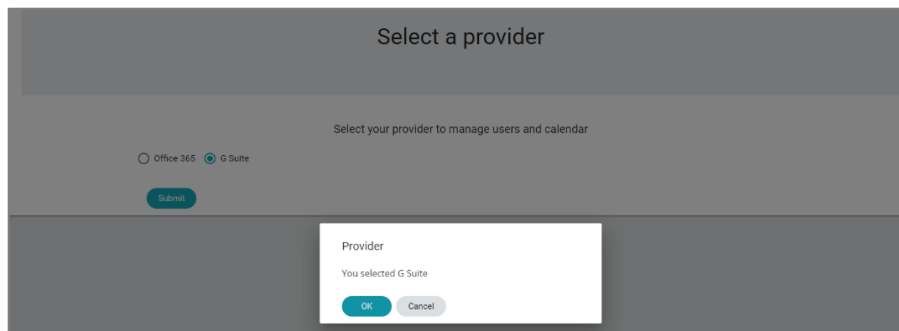 Select a provider
Select your provider to manage users and calendar
Office 365 G Suite
Submit
Provider
You selected G Suite
OK Cancel